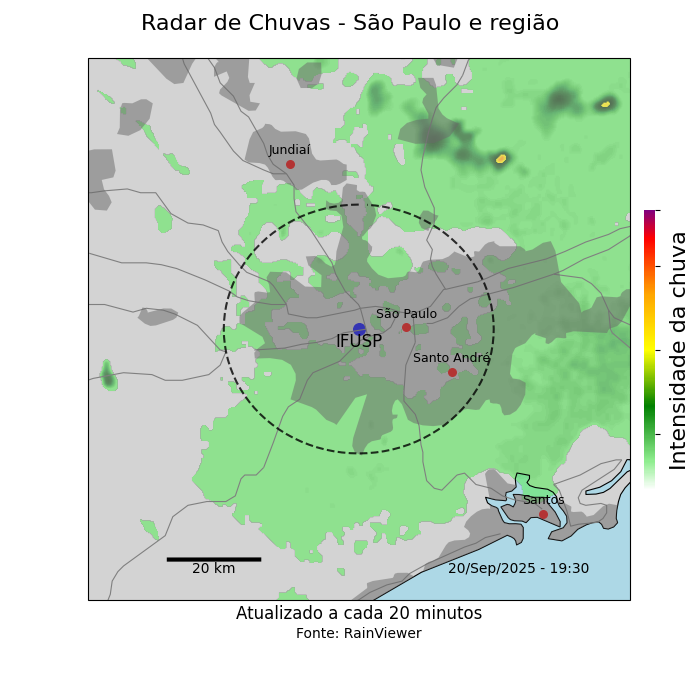 Radar de Chuvas - São Paulo e região
Jundiaí
São Paulo
IFUSP
Santo André
Santos
20 km
20/Sep/2025 - 19:30
Intensidade da chuva
Atualizado a cada 20 minutos
Fonte: RainViewer